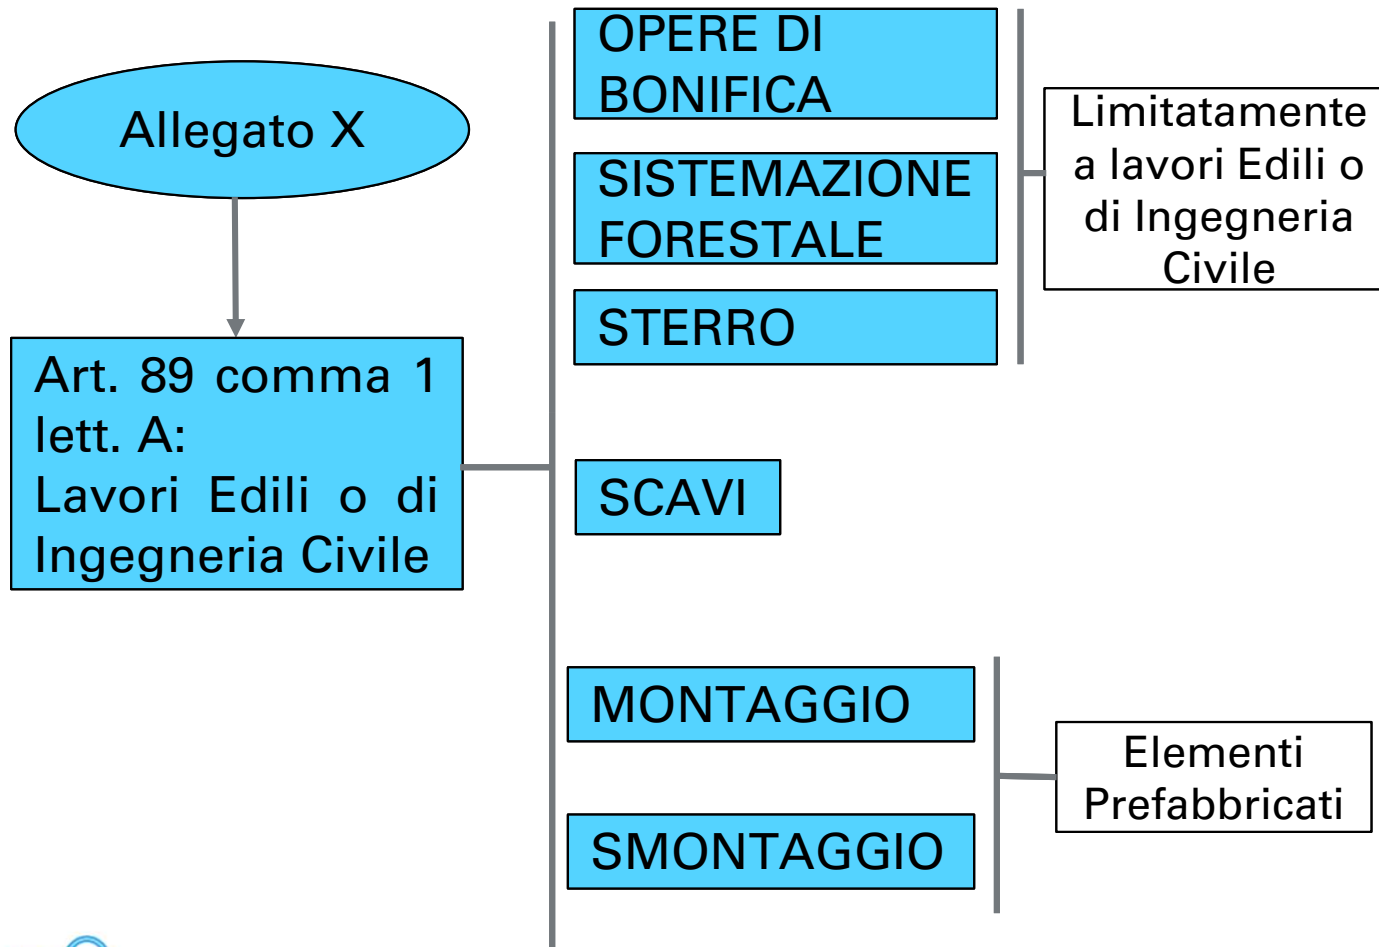 Allegato X
Art. 89 comma 1
lett. A:
Lavori Edili o di
Ingegneria Civile
OPERE DI
BONIFICA
SISTEMAZIONE
FORESTALE
STERRO
Limitatamente
a lavori Edili o
di Ingegneria
Civile
SCAVI
MONTAGGIO
SMONTAGGIO
Elementi
Prefabbricati